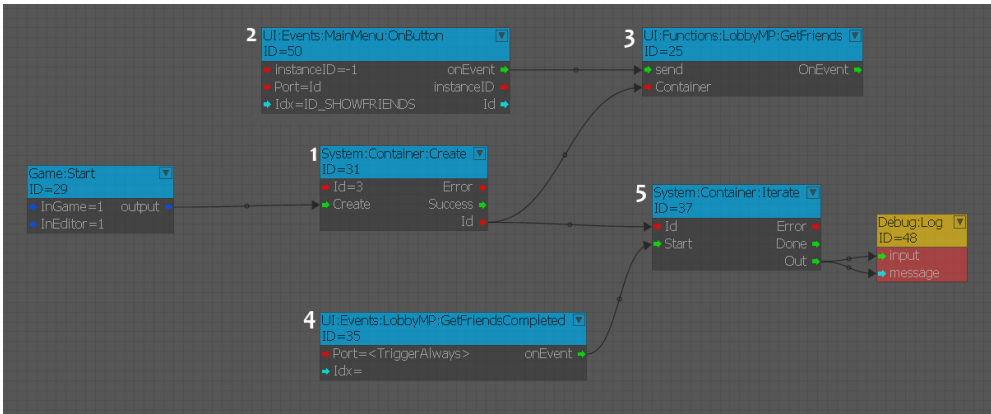 2
UI:Events:MainMenu:OnButton
ID=50
instanceID=-1 onEvent
Port=Id instanceID
Idx=ID_SHOWFRIENDS Id
3
UI:Functions:LobbyMP:GetFriends
ID=25
send OnEvent
Container
1
System:Container:Create
ID=31
Id=3 Error
Create Success
Id
Game:Start
ID=29
InGame=1 output
InEditor=1
5
System:Container:Iterate
ID=37
Id Error
Start Done
Out
Debug:Log
ID=48
input
message
4
UI:Events:LobbyMP:GetFriendsCompleted
ID=35
Port=<TriggerAlways> onEvent
Idx=